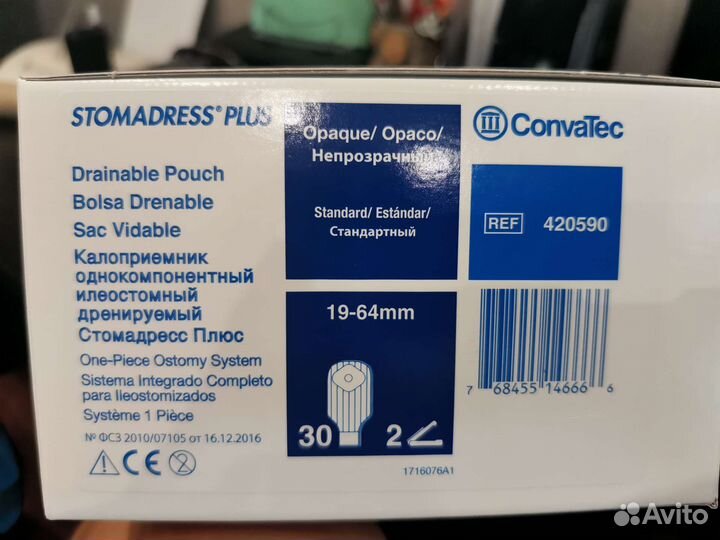 STOMADRESS® PLUS
Drainable Pouch
Bolsa Drenable
Sac Vidable
Калоприемник
однокомпонентный
илеостомный
дренируемый
Стомадресс Плюс
One-Piece Ostomy System
Sistema Integrado Completo
para Ileostomizados
Système 1 Pièce
№ ФСЗ 2010/07105 от 16.12.2016
CE
2
Opaque/ Opaco/
Непрозрачный
Standard/ Estándar/
Стандартный
19-64mm
30 2
1716076A1
ConvaTec
REF 420590
7 68455 14666 6
Avito